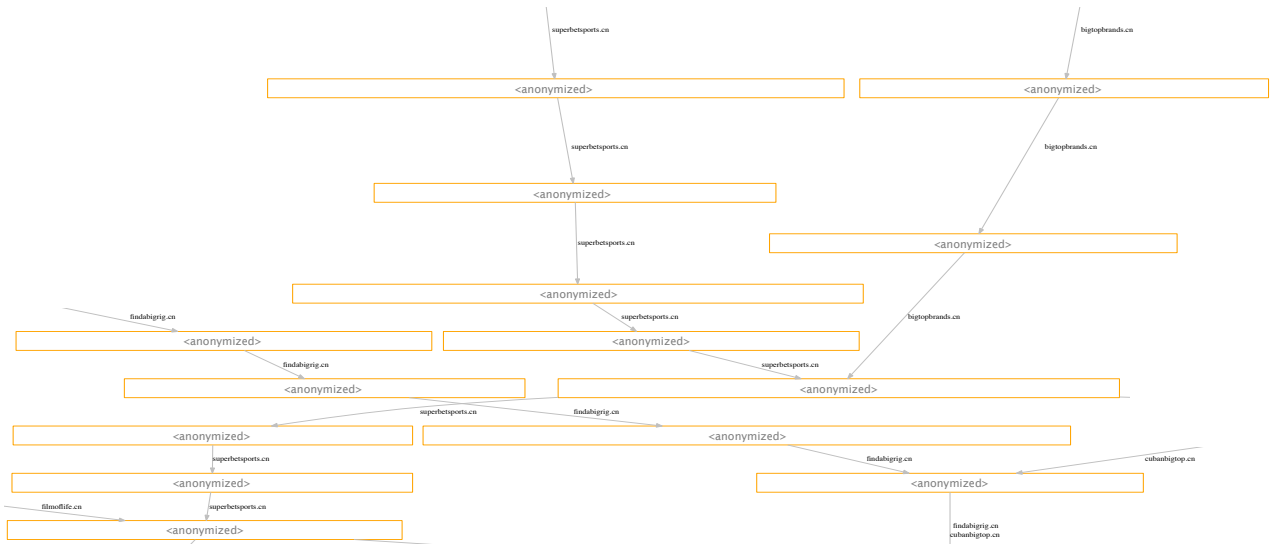 superbetsports.cn
bigtopbrands.cn
<anonymized>
<anonymized>
superbetsports.cn
bigtopbrands.cn
<anonymized>
superbetsports.cn
<anonymized>
<anonymized>
findabigrig.cn
superbetsports.cn
bigtopbrands.cn
<anonymized>
<anonymized>
findabigrig.cn
superbetsports.cn
<anonymized>
<anonymized>
superbetsports.cn
findabigrig.cn
<anonymized>
<anonymized>
superbetsports.cn
findabigrig.cn
cubanbigtop.cn
<anonymized>
<anonymized>
filmoflife.cn
superbetsports.cn
<anonymized>
findabigrig.cn
cubanbigtop.cn